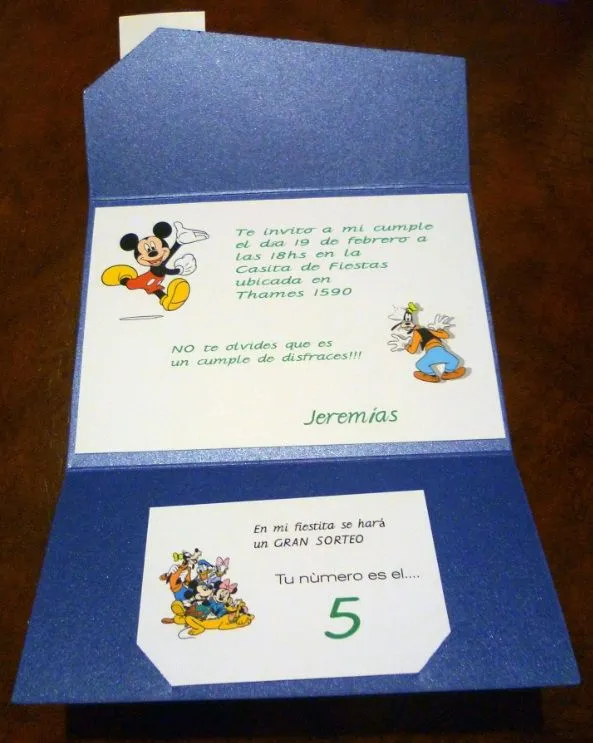 Te invito a mi cumple
el dia 19 de febrero a
las 18hs en la
Casita de Fiestas
ubicada en
Thames 1590
NO te olvides que es
un cumple de disfraces!!!
Jeremías
En mi fiestita se hará
un GRAN SORTEO
Tu nùmero es el....
5